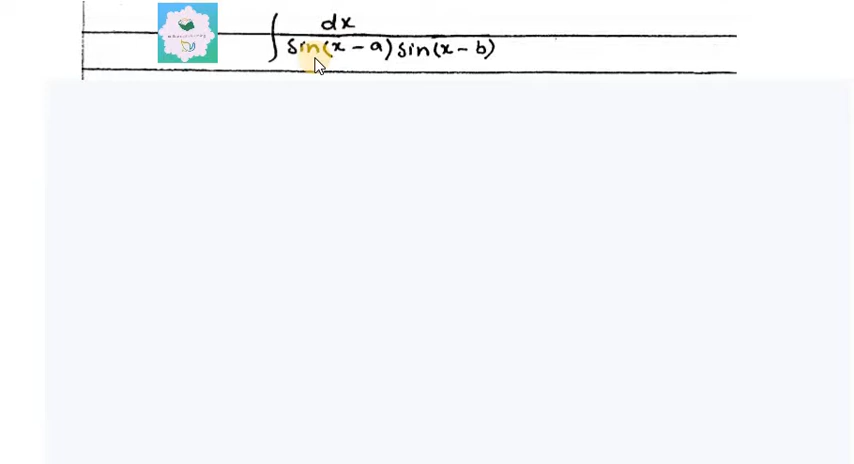 ∫ dx / sin(x - a) sin(x - b)